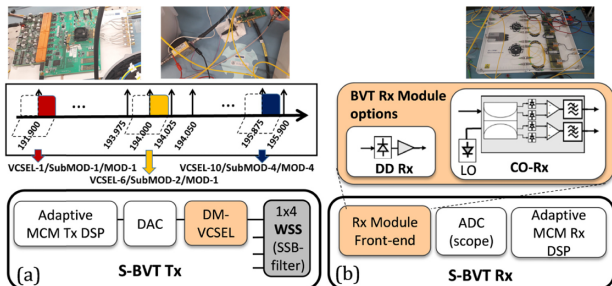 ...
...
191.900
193.975
194.000
194.025
194.050
195.875
195.900
VCSEL-1/SubMOD-1/MOD-1
VCSEL-10/SubMOD-4/MOD-4
VCSEL-6/SubMOD-2/MOD-1
Adaptive
MCM Tx DSP
DAC
DM-
VCSEL
1x4
WSS
(SSB-
filter)
(a)
S-BVT Tx
BVT Rx Module
options
DD Rx
LO
CO-Rx
Rx Module
Front-end
ADC
(scope)
Adaptive
MCM Rx
DSP
(b)
S-BVT Rx